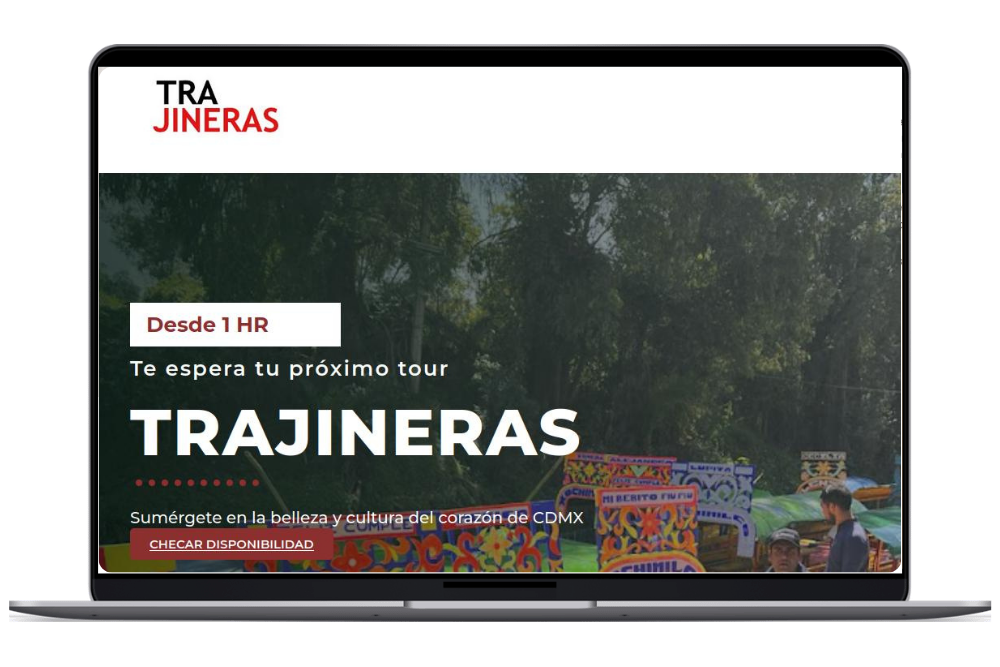 TRA
JINERAS
Desde 1 HR
Te espera tu próximo tour
TRAJINERAS
Sumérgete en la belleza y cultura del corazón de CDMX
CHECAR DISPONIBILIDAD
LUPITA
MI BEBITO FIU FIU